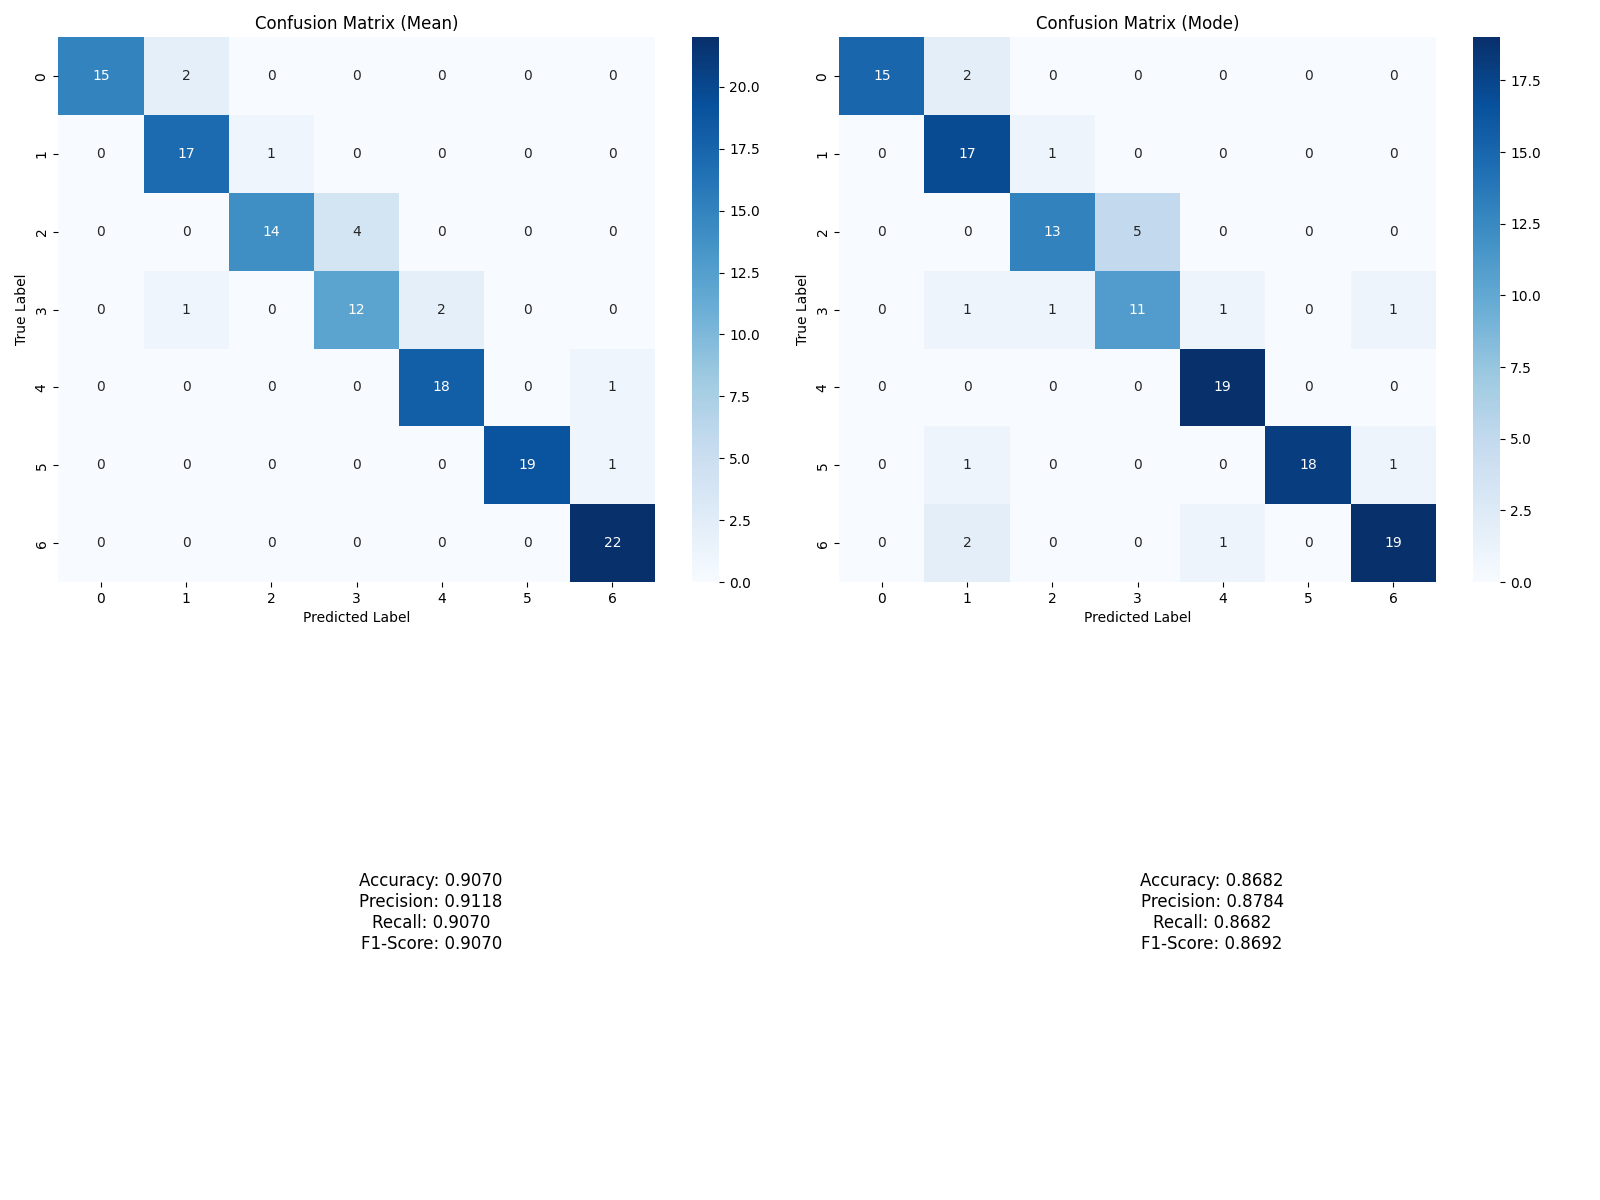 Confusion Matrix (Mean)
True Label
0 15 2 0 0 0 0 0
1 0 17 1 0 0 0 0
2 0 0 14 4 0 0 0
3 0 1 0 12 2 0 0
4 0 0 0 0 18 0 1
5 0 0 0 0 0 19 1
6 0 0 0 0 0 0 22
0 1 2 3 4 5 6
Predicted Label
20.0
17.5
15.0
12.5
10.0
7.5
5.0
2.5
0.0
Confusion Matrix (Mode)
True Label
0 15 2 0 0 0 0 0
1 0 17 1 0 0 0 0
2 0 0 13 5 0 0 0
3 0 1 1 11 1 0 1
4 0 0 0 0 19 0 0
5 0 1 0 0 0 18 1
6 0 2 0 0 1 0 19
0 1 2 3 4 5 6
Predicted Label
17.5
15.0
12.5
10.0
7.5
5.0
2.5
0.0
Accuracy: 0.9070
Precision: 0.9118
Recall: 0.9070
F1-Score: 0.9070
Accuracy: 0.8682
Precision: 0.8784
Recall: 0.8682
F1-Score: 0.8692